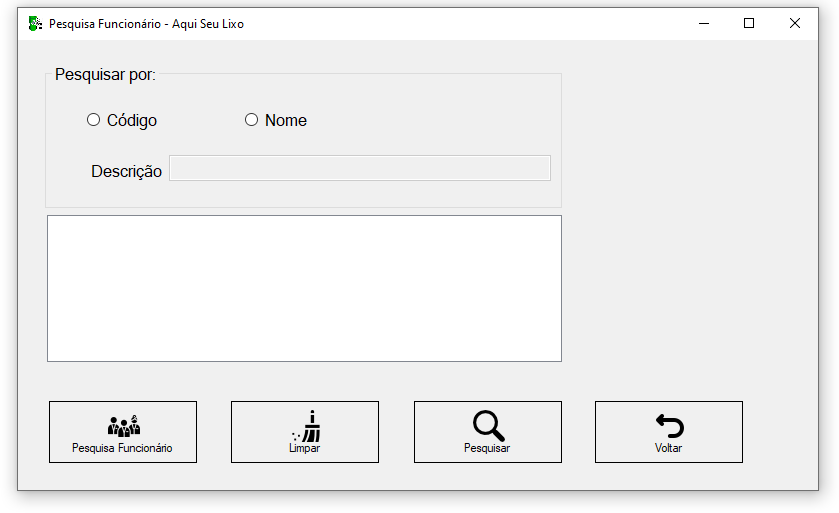 Pesquisa Funcionário - Aqui Seu Lixo
Pesquisar por:
Código Nome
Descrição
Pesquisa Funcionário Limpar Pesquisar Voltar